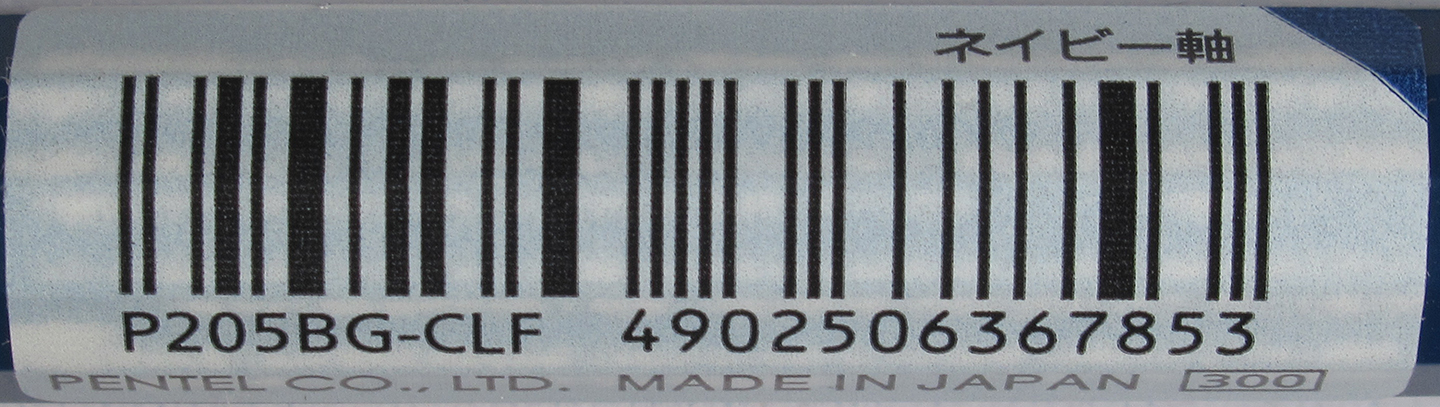 ネイビー軸
P205BG-CLF 4902506367853
PENTEL CO., LTD. MADE IN JAPAN 300